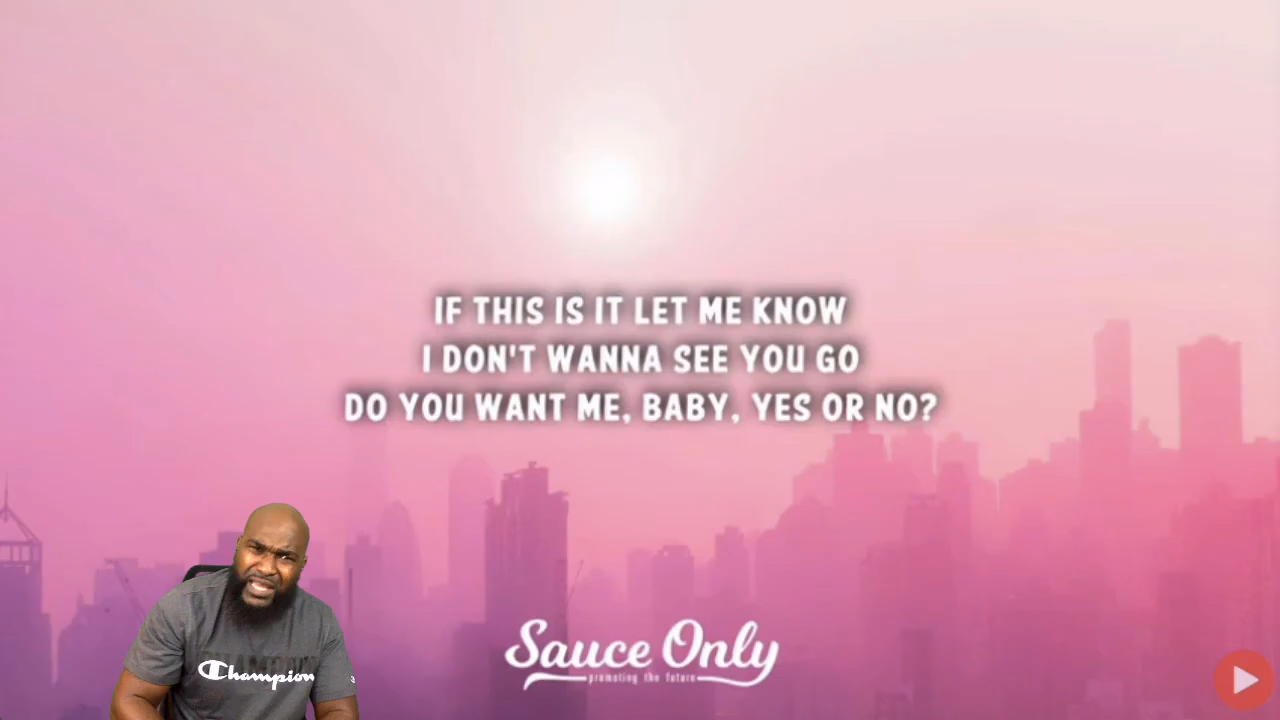 IF THIS IS IT LET ME KNOW
I DON'T WANNA SEE YOU GO
DO YOU WANT ME, BABY, YES OR NO?
Sauce Only
promoting the future
Champion